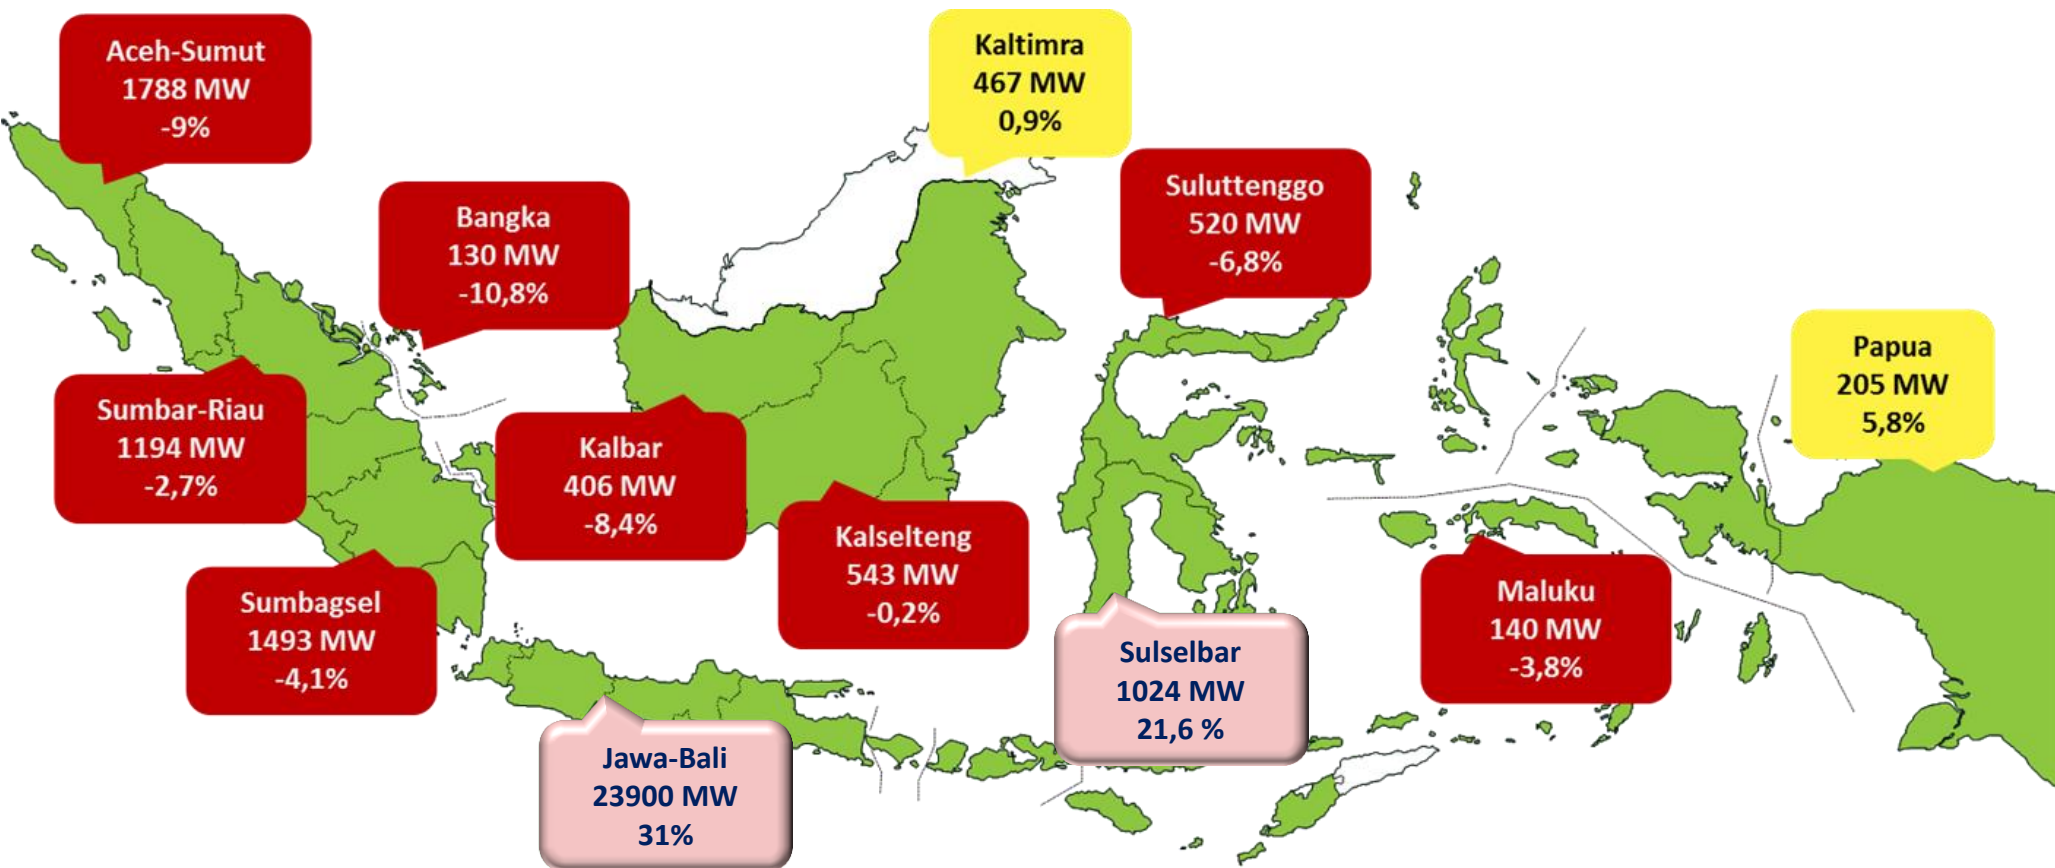 Aceh-Sumut
1788 MW
-9%
Kaltimra
467 MW
0,9%
Suluttenggo
520 MW
-6,8%
Bangka
130 MW
-10,8%
Papua
205 MW
5,8%
Sumbar-Riau
1194 MW
-2,7%
Kalbar
406 MW
-8,4%
Kalselteng
543 MW
-0,2%
Maluku
140 MW
-3,8%
Sumbagsel
1493 MW
-4,1%
Sulselbar
1024 MW
21,6 %
Jawa-Bali
23900 MW
31%